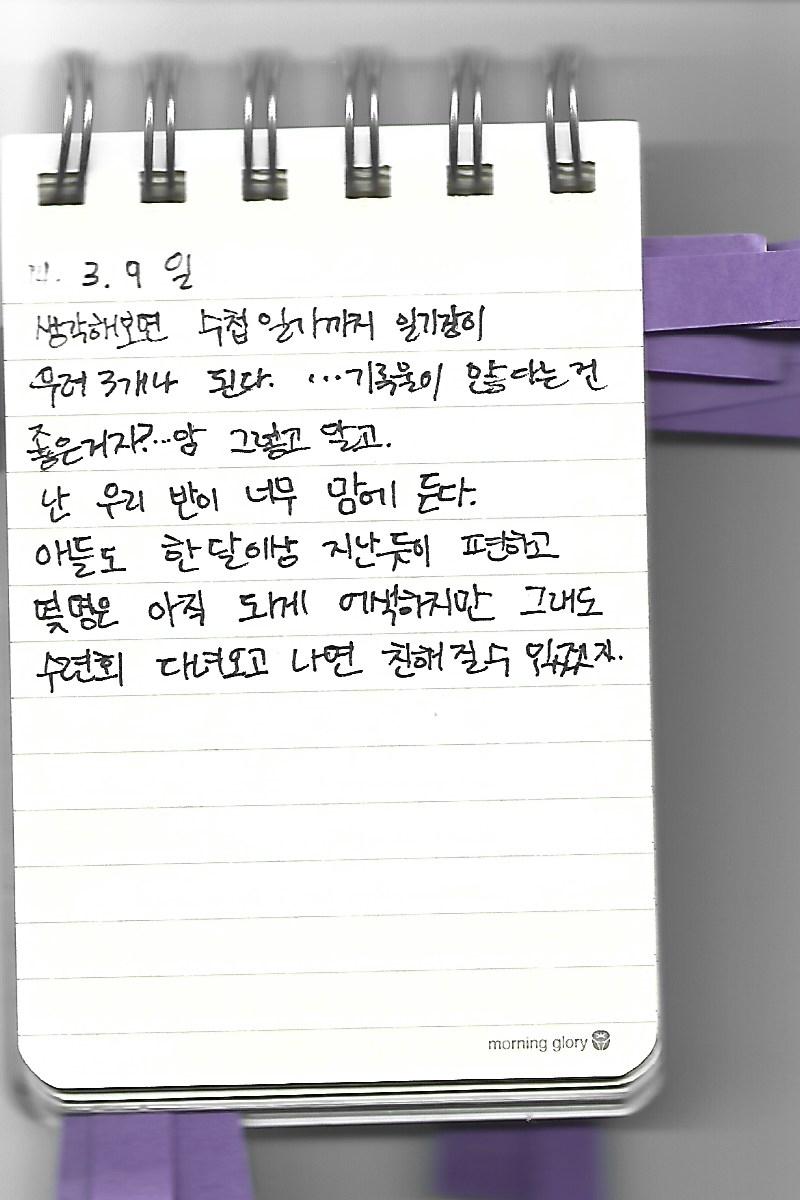 3. 9 일
생각해보면 수첩 일기까지 일기장이
무려 3개나 된다. ...기록물이 많다는 건
좋은거지?...암 그렇고 말고.
난 우리 반이 너무 맘에 든다.
애들도 한달이상 지난듯이 편하고
몇명은 아직 되게 어색하지만 그래도
수련회 다녀오고 나면 친해질수 있겠지.
morning glory